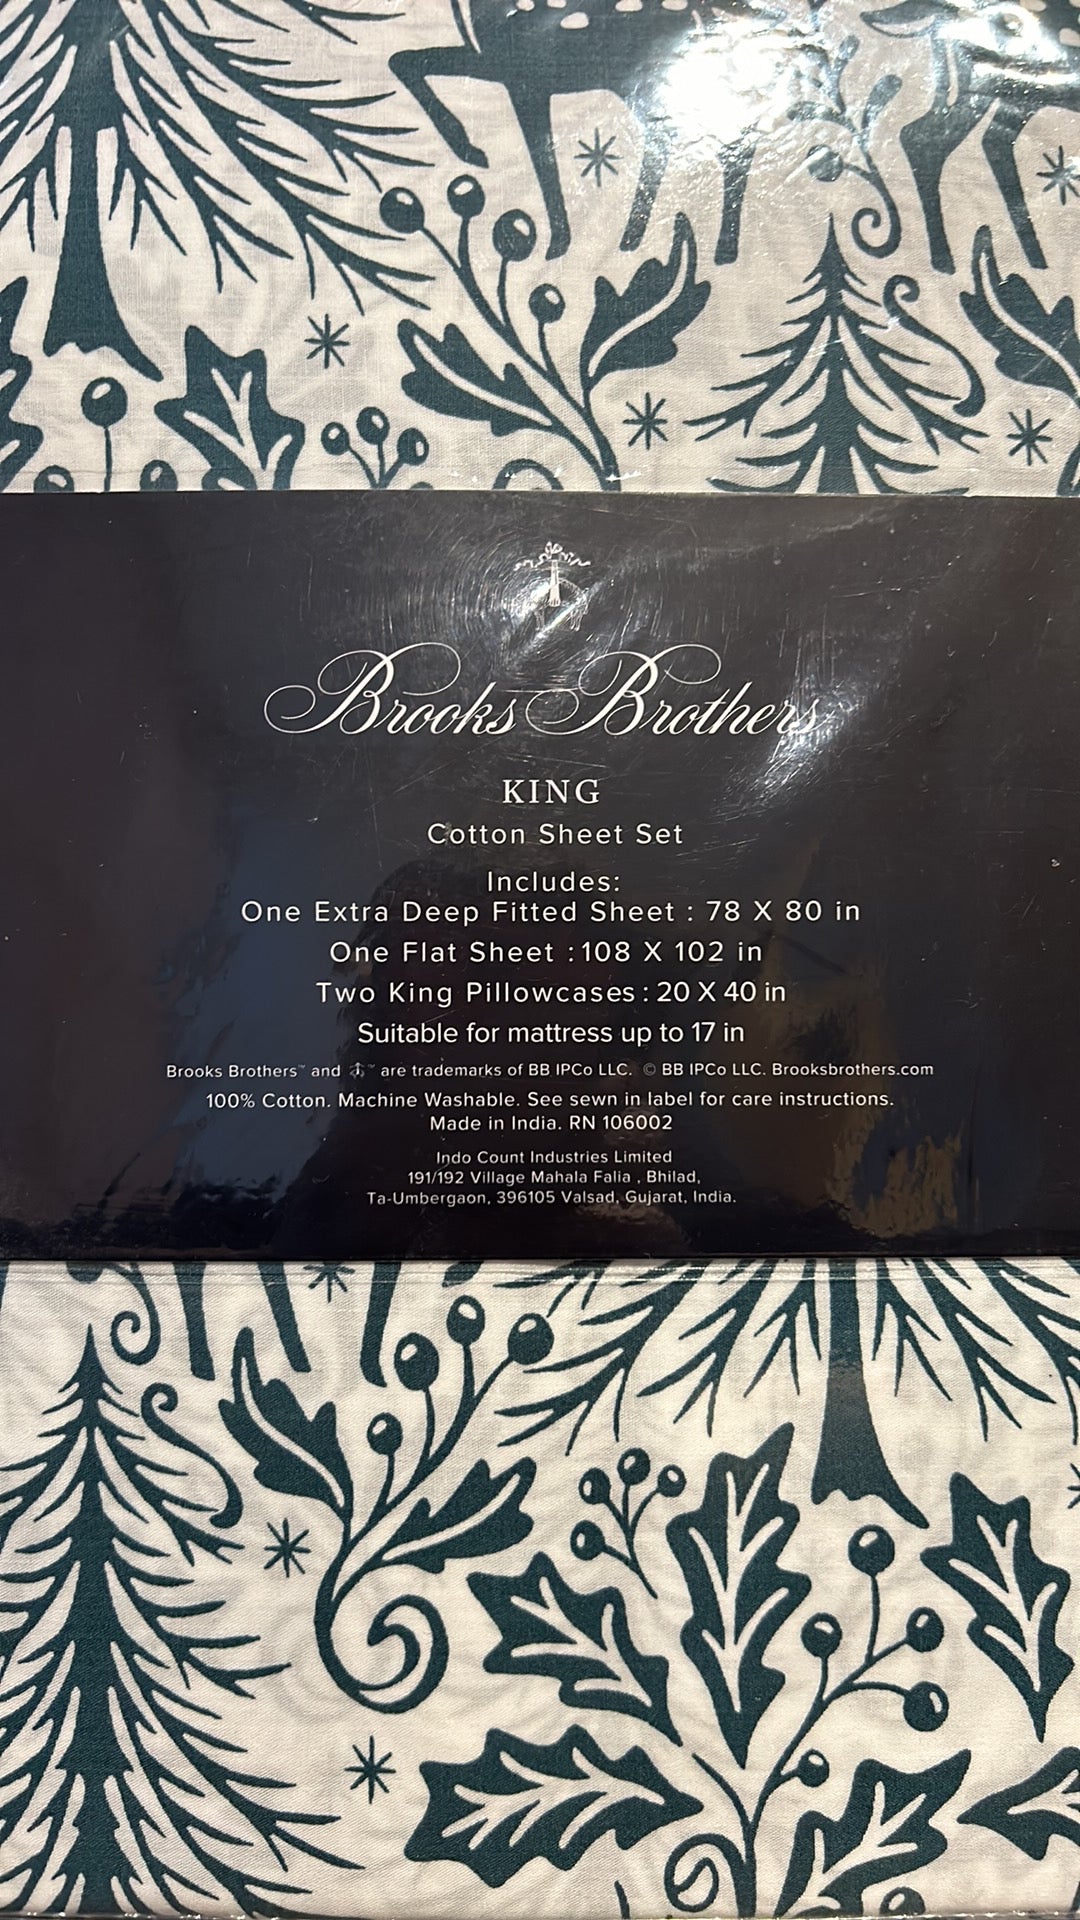 Brooks Brothers
KING
Cotton Sheet Set
Includes:
One Extra Deep Fitted Sheet : 78 X 80 in
One Flat Sheet : 108 X 102 in
Two King Pillowcases : 20 X 40 in
Suitable for mattress up to 17 in
Brooks Brothers™ and ™ are trademarks of BB IPCo LLC. © BB IPCo LLC. Brooksbrothers.com
100% Cotton. Machine Washable. See sewn in label for care instructions.
Made in India. RN 106002
Indo Count Industries Limited
191/192 Village Mahala Falia , Bhilad,
Ta-Umbergaon, 396105 Valsad, Gujarat, India.